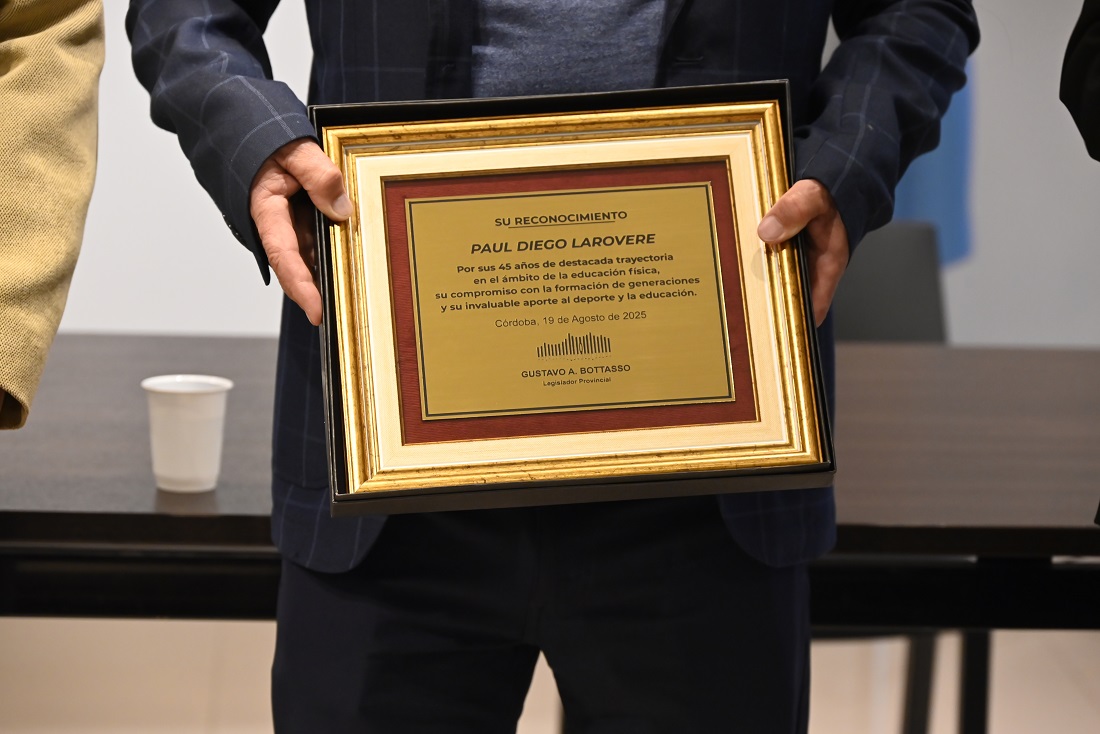 SU RECONOCIMIENTO
PAUL DIEGO LAROVERE
Por sus 45 años de destacada trayectoria
en el ámbito de la educación física,
su compromiso con la formación de generaciones
y su invaluable aporte al deporte y la educación.
Córdoba, 19 de Agosto de 2025
GUSTAVO A. BOTTASSO
Legislador Provincial